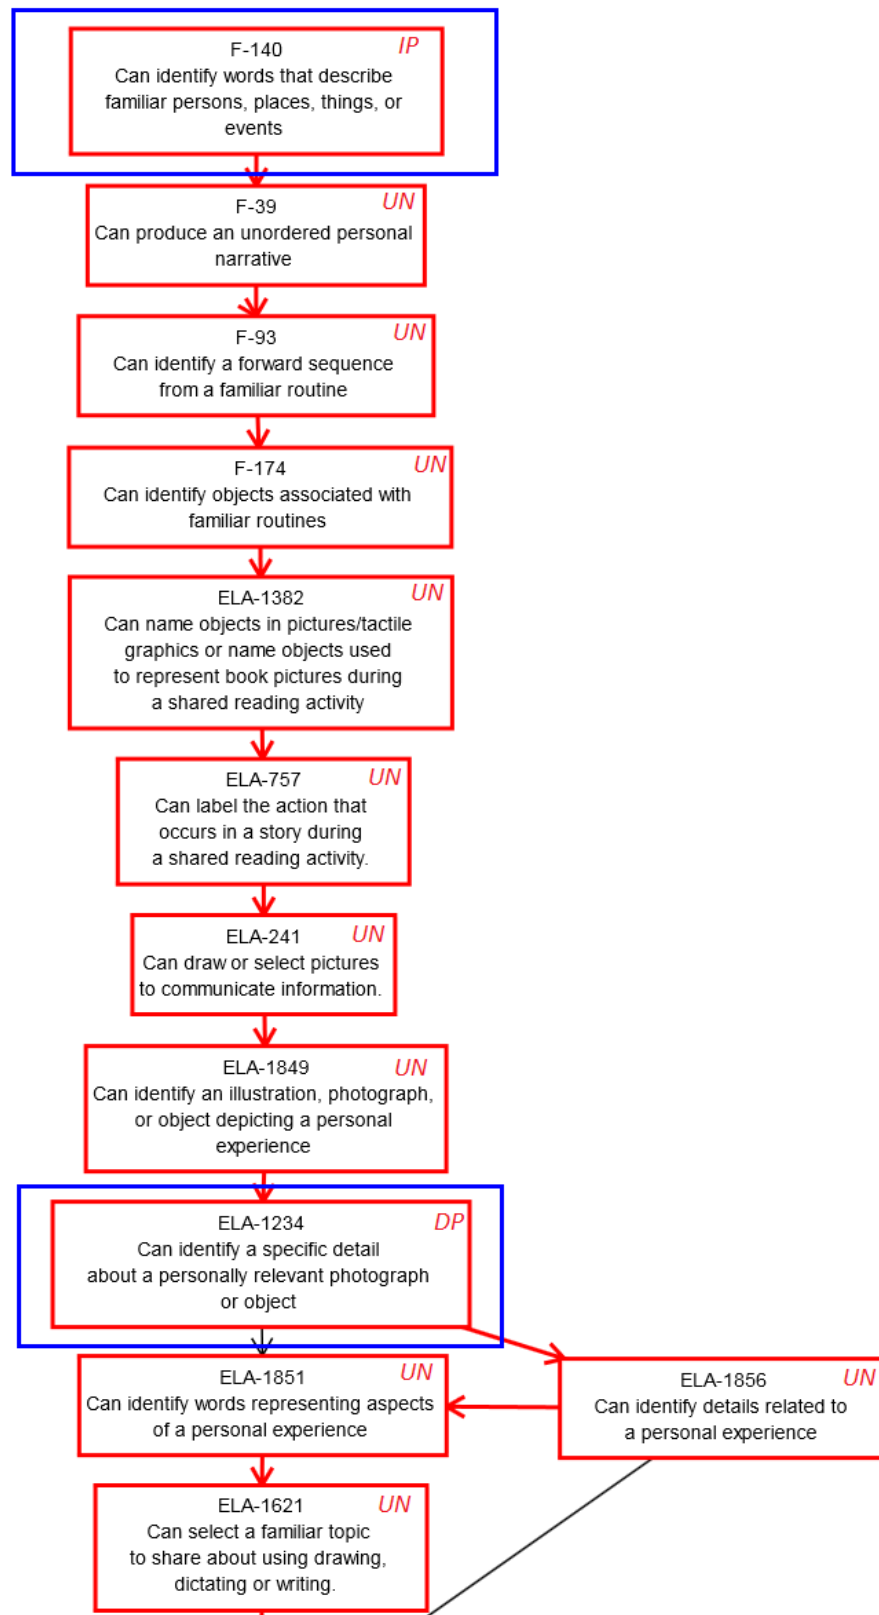 F-140
IP
Can identify words that describe
familiar persons, places, things, or
events
F-39
UN
Can produce an unordered personal
narrative
F-93
UN
Can identify a forward sequence
from a familiar routine
F-174
UN
Can identify objects associated with
familiar routines
ELA-1382
UN
Can name objects in pictures/tactile
graphics or name objects used
to represent book pictures during
a shared reading activity
ELA-757
UN
Can label the action that
occurs in a story during
a shared reading activity.
ELA-241
UN
Can draw or select pictures
to communicate information.
ELA-1849
UN
Can identify an illustration, photograph,
or object depicting a personal
experience
ELA-1234
DP
Can identify a specific detail
about a personally relevant photograph
or object
ELA-1851
UN
Can identify words representing aspects
of a personal experience
ELA-1856
UN
Can identify details related to
a personal experience
ELA-1621
UN
Can select a familiar topic
to share about using drawing,
dictating or writing.